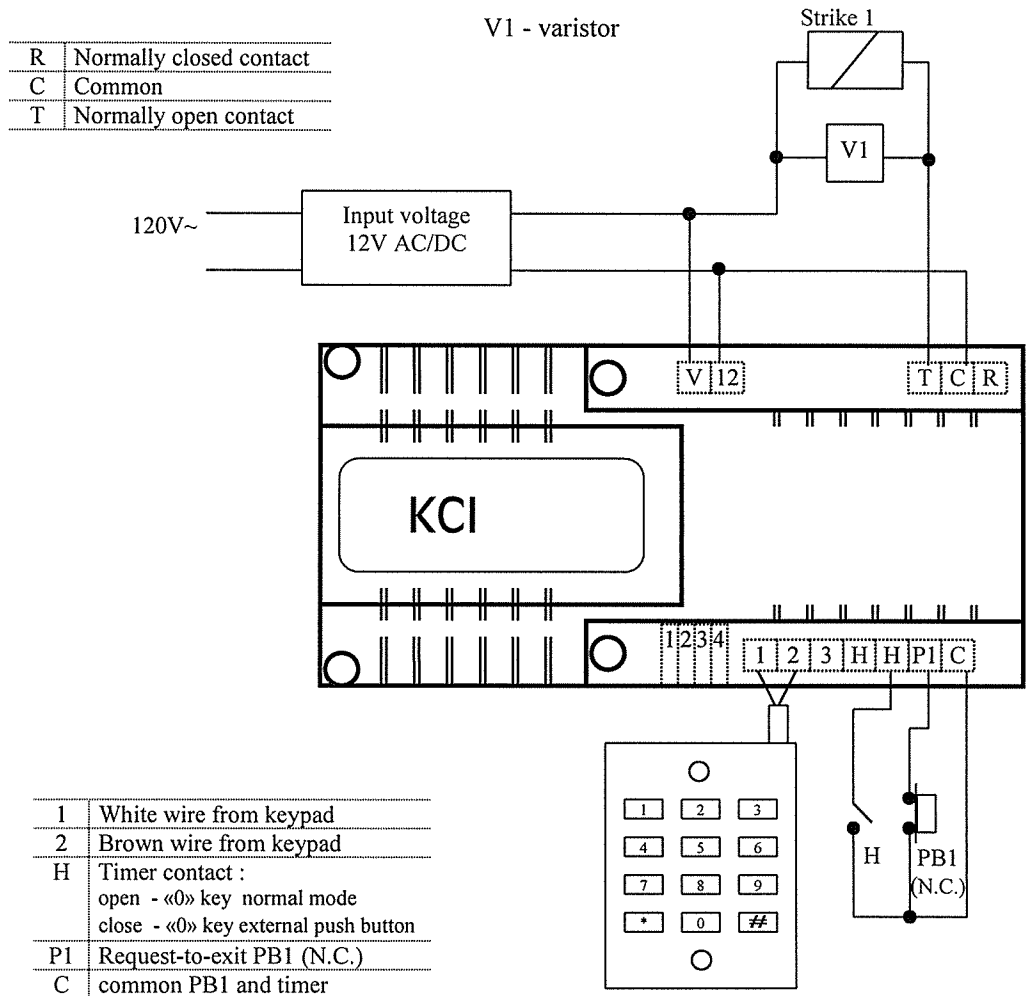 V1 - varistor
Strike 1
R Normally closed contact
C Common
T Normally open contact
V1
120V~
Input voltage
12V AC/DC
V 12
T C R
KCI
1 2 3 4
1 2 3 H H P1 C
1 2 3
4 5 6
7 8 9
* 0 #
H
PB1
(N.C.)
1 White wire from keypad
2 Brown wire from keypad
H Timer contact :
open - «0» key normal mode
close - «0» key external push button
P1 Request-to-exit PB1 (N.C.)
C common PB1 and timer